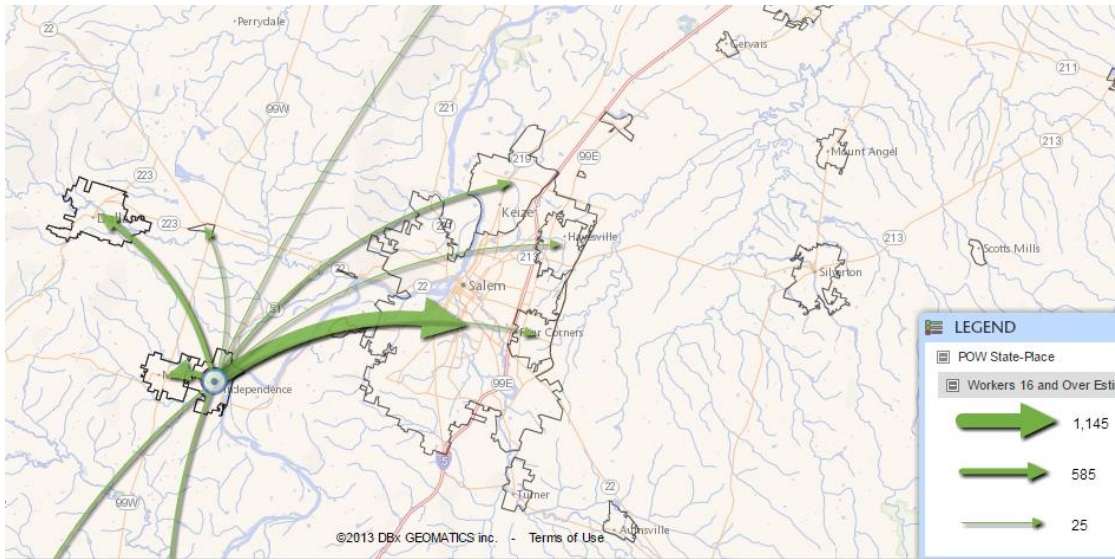 Perrydale
22
99W
221
Gervais
211
99E
219
213
Mount Angel
223
223
Keize
Hayesville
213
213
Scotts Mills
Silverton
22
22
Salem
51
Four Corners
Independence
99E
5
Turner
22
Aumsville
99W
LEGEND
POW State-Place
Workers 16 and Over Esti
1,145
585
25
©2013 DBx GEOMATICS inc. - Terms of Use